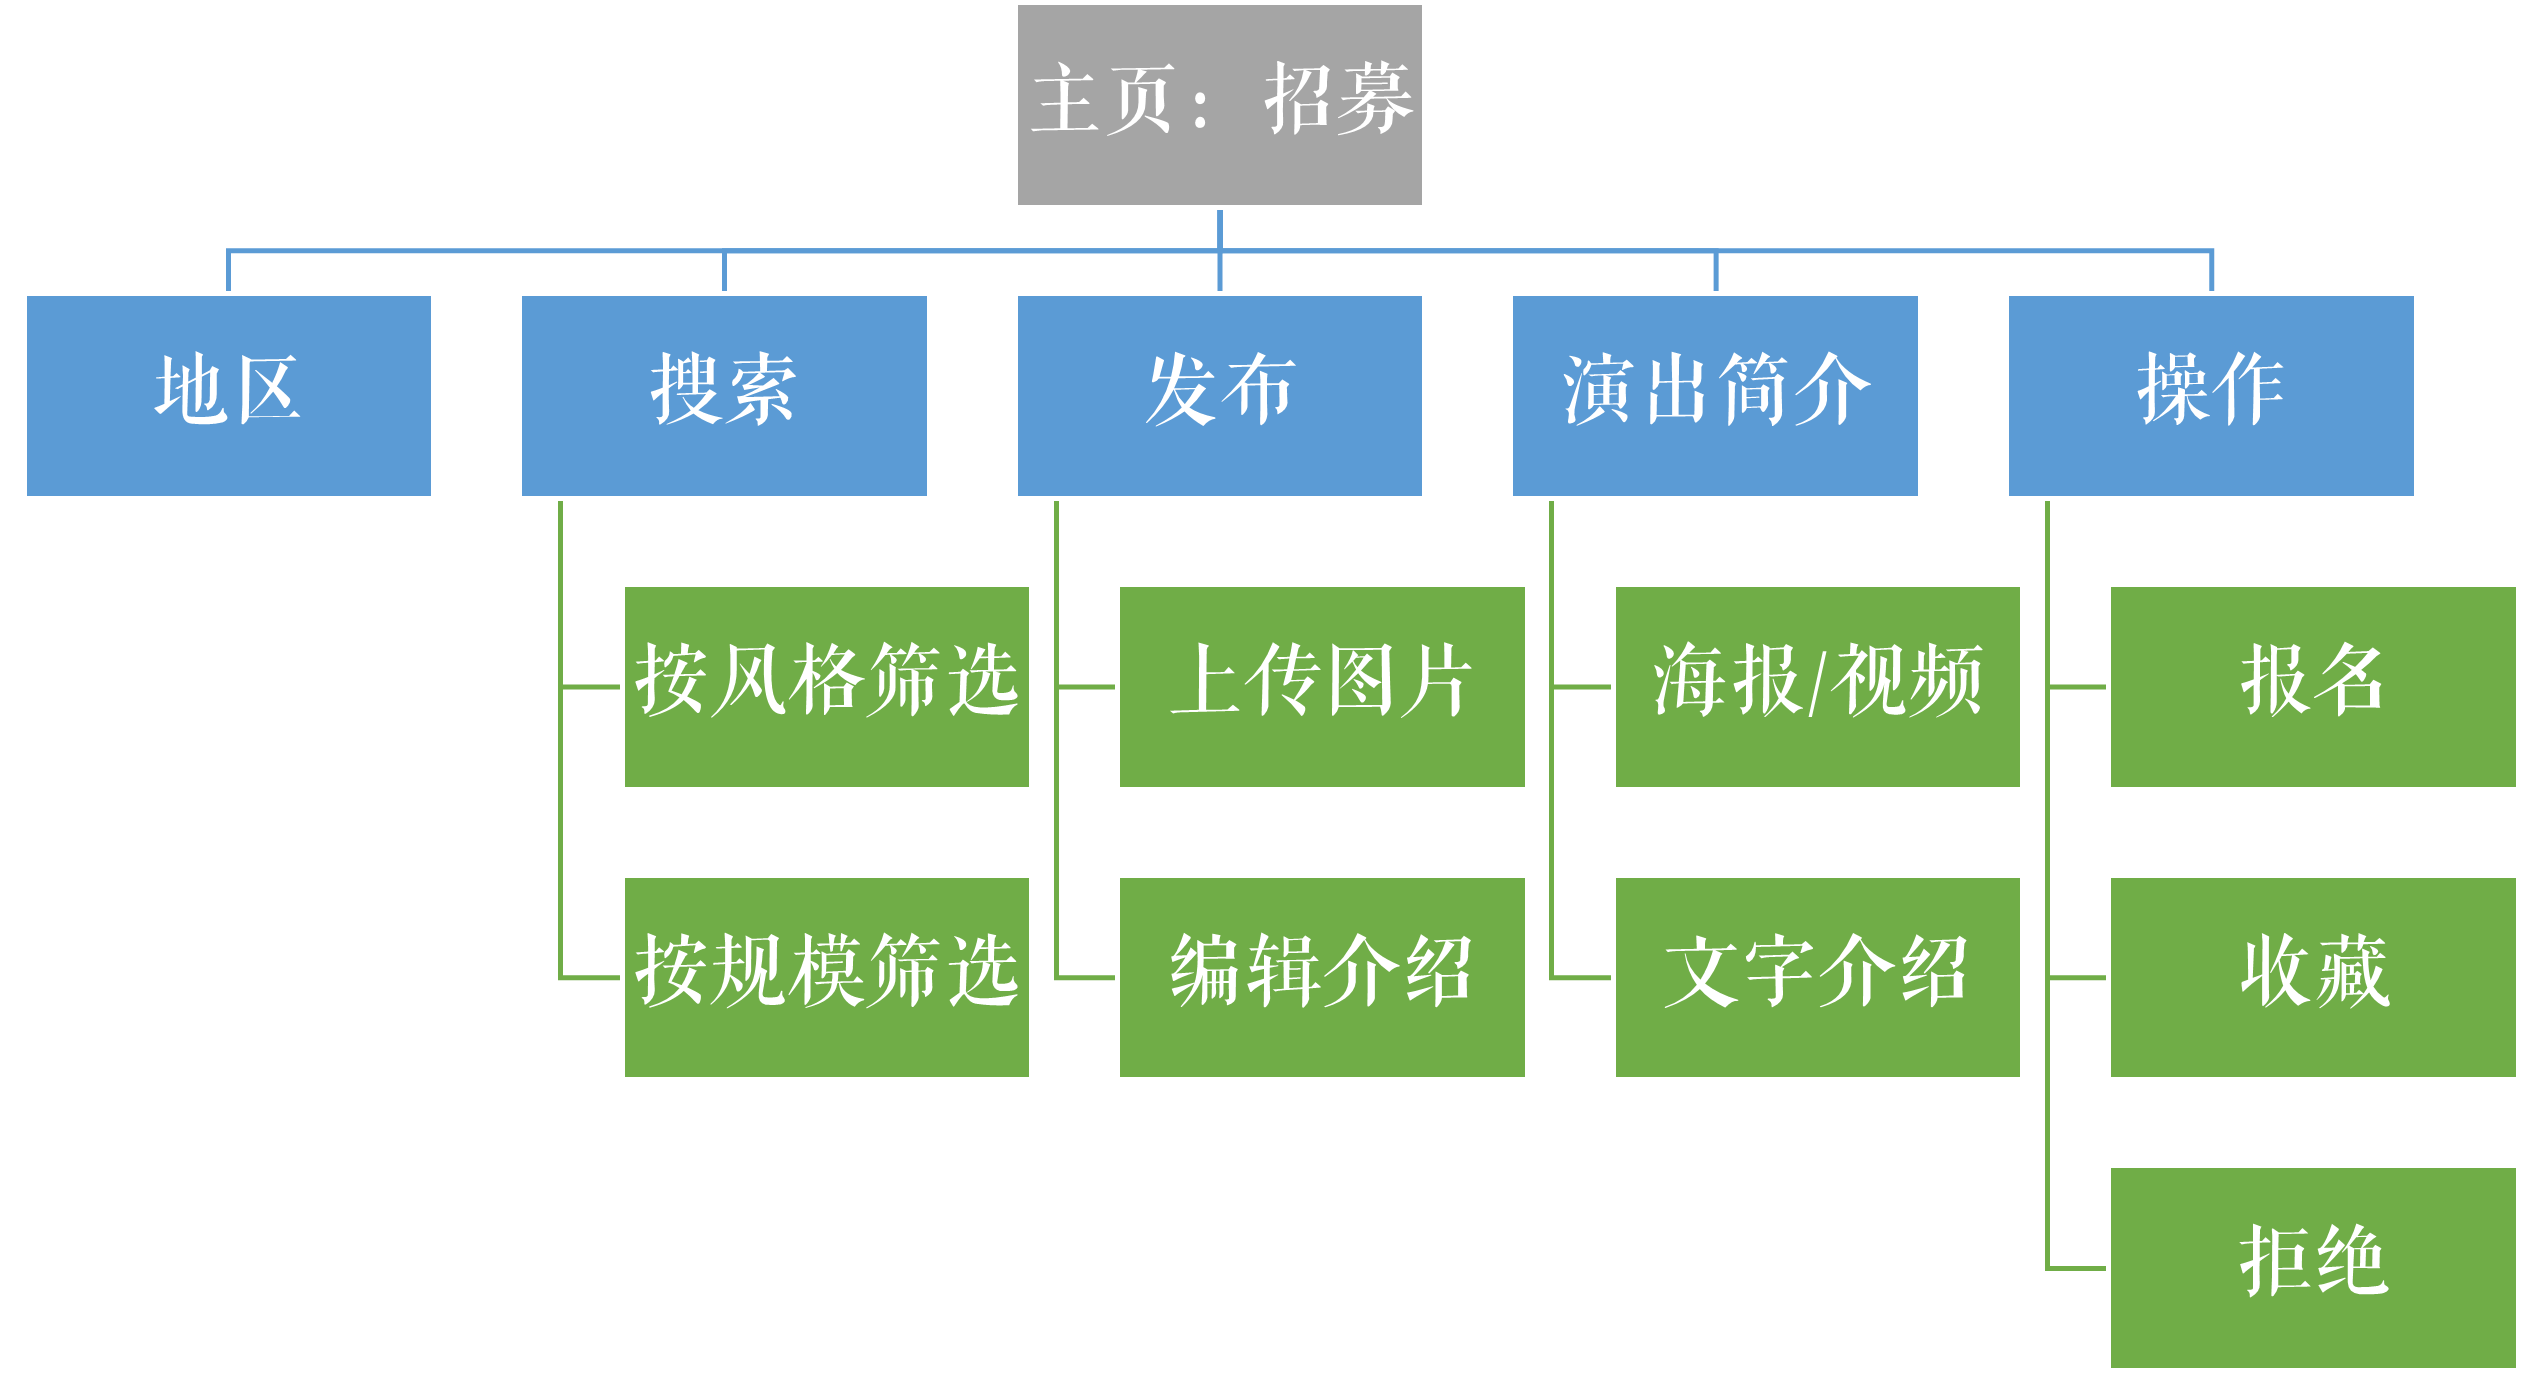 主页：招募
地区
搜索
发布
演出简介
操作
按风格筛选
上传图片
海报/视频
报名
按规模筛选
编辑介绍
文字介绍
收藏
拒绝